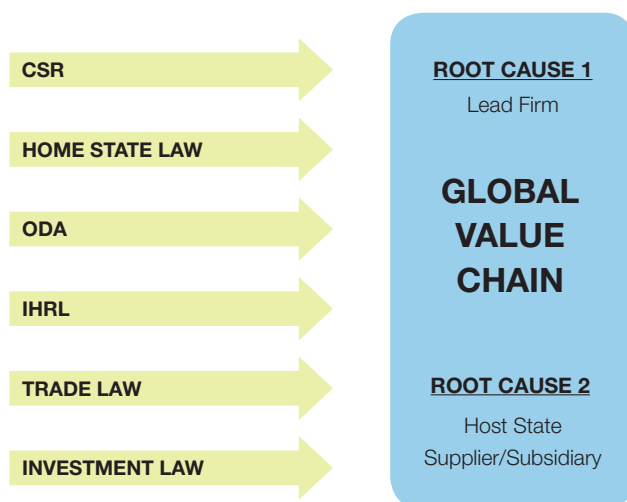 CSR
HOME STATE LAW
ODA
IHRL
TRADE LAW
INVESTMENT LAW
ROOT CAUSE 1
Lead Firm
GLOBAL
VALUE
CHAIN
ROOT CAUSE 2
Host State
Supplier/Subsidiary